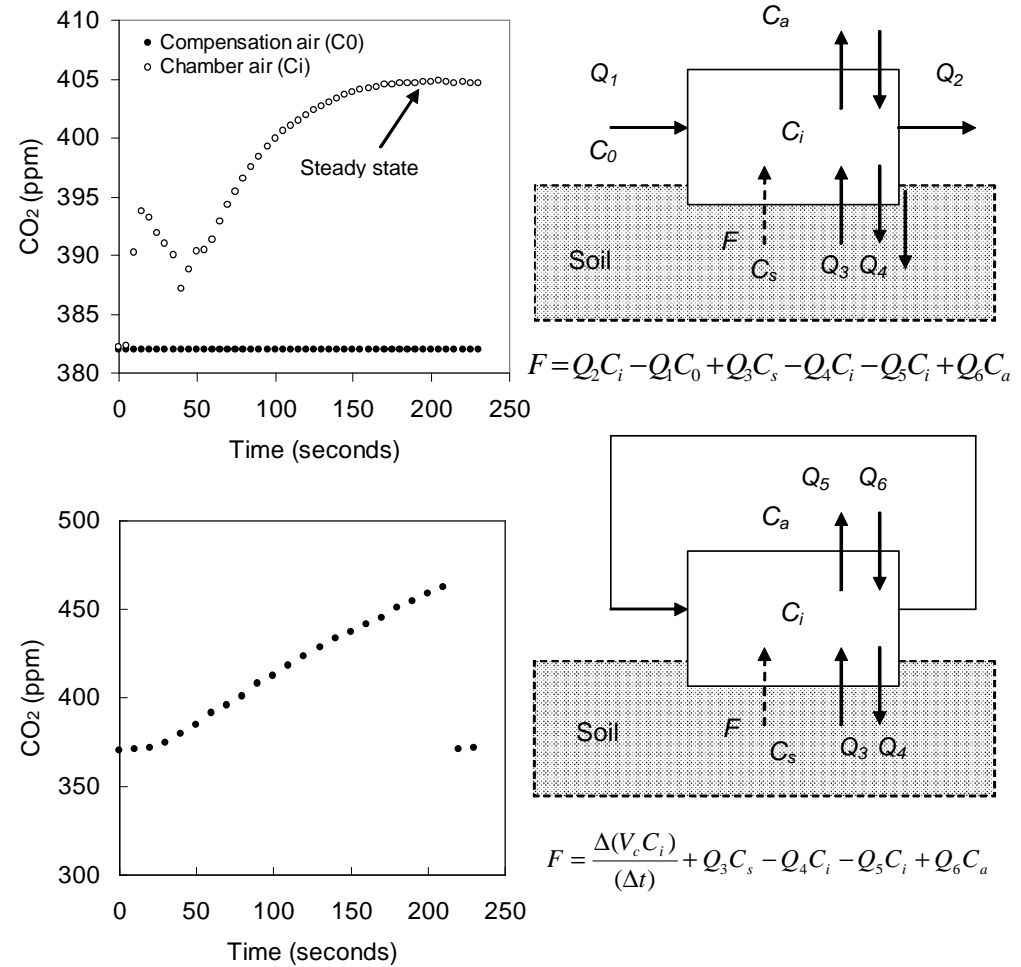 410
405
400
395
390
385
380
CO2 (ppm)
Compensation air (C0)
Chamber air (Ci)
Steady state
0 50 100 150 200 250
Time (seconds)
Ca
Q1
Q2
Ci
C0
F
Soil
Cs
Q3 Q4
F = Q2Ci − Q1C0 + Q3Cs − Q4Ci − Q5Ci + Q6Ca
500
450
400
350
300
CO2 (ppm)
0 50 100 150 200 250
Time (seconds)
Q5 Q6
Ca
Ci
F
Soil
Cs
Q3 Q4
F = Δ(VcCi) / (Δt) + Q3Cs − Q4Ci − Q5Ci + Q6Ca